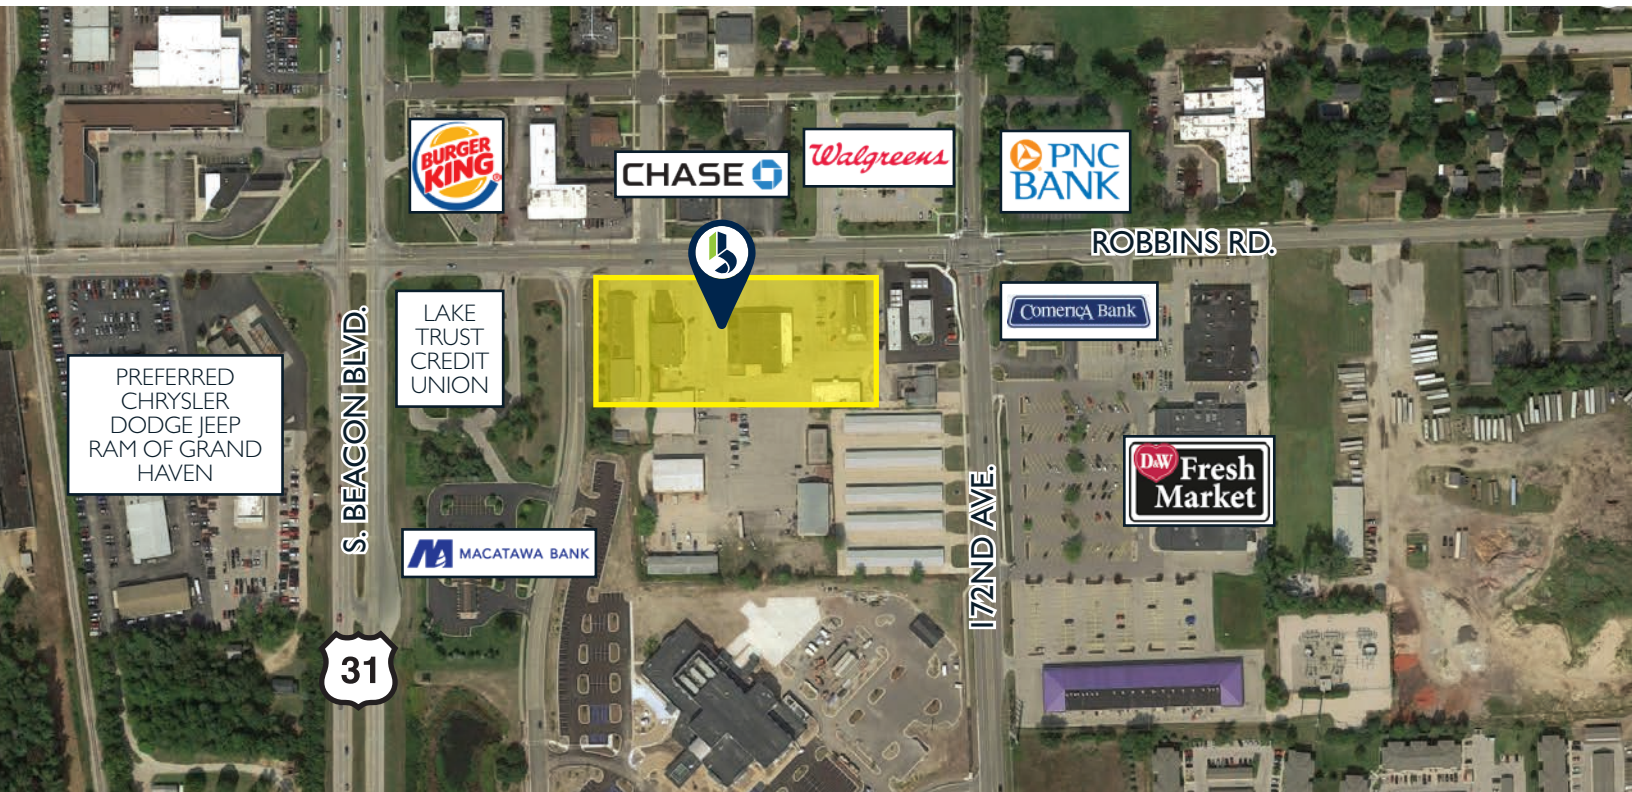 BURGER
KING
®
CHASE
Walgreens
PNC
BANK
ROBBINS RD.
LAKE
TRUST
CREDIT
UNION
COMERICA Bank
S. BEACON BLVD.
PREFERRED
CHRYSLER
DODGE JEEP
RAM OF GRAND
HAVEN
D&W
Fresh
Market
172ND AVE.
MACATAWA BANK
31